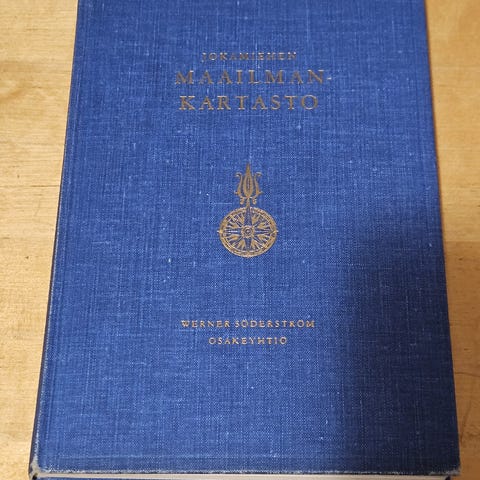 JOKAMIEHEN
MAAILMAN-
KARTASTO
WERNER SÖDERSTRÖM
OSAKEYHTIÖ